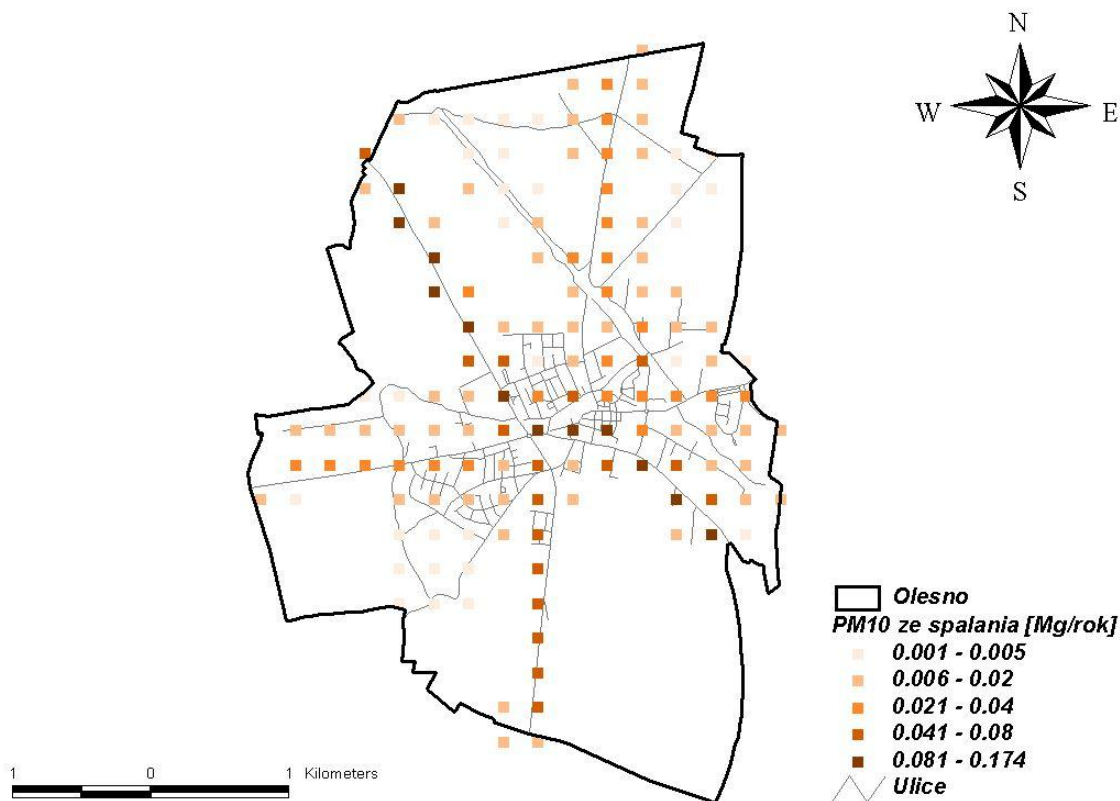 N
W E
S
Olesno
PM10 ze spalania [Mg/rok]
0.001 - 0.005
0.006 - 0.02
0.021 - 0.04
0.041 - 0.08
0.081 - 0.174
Ulice
1 0 1 Kilometers